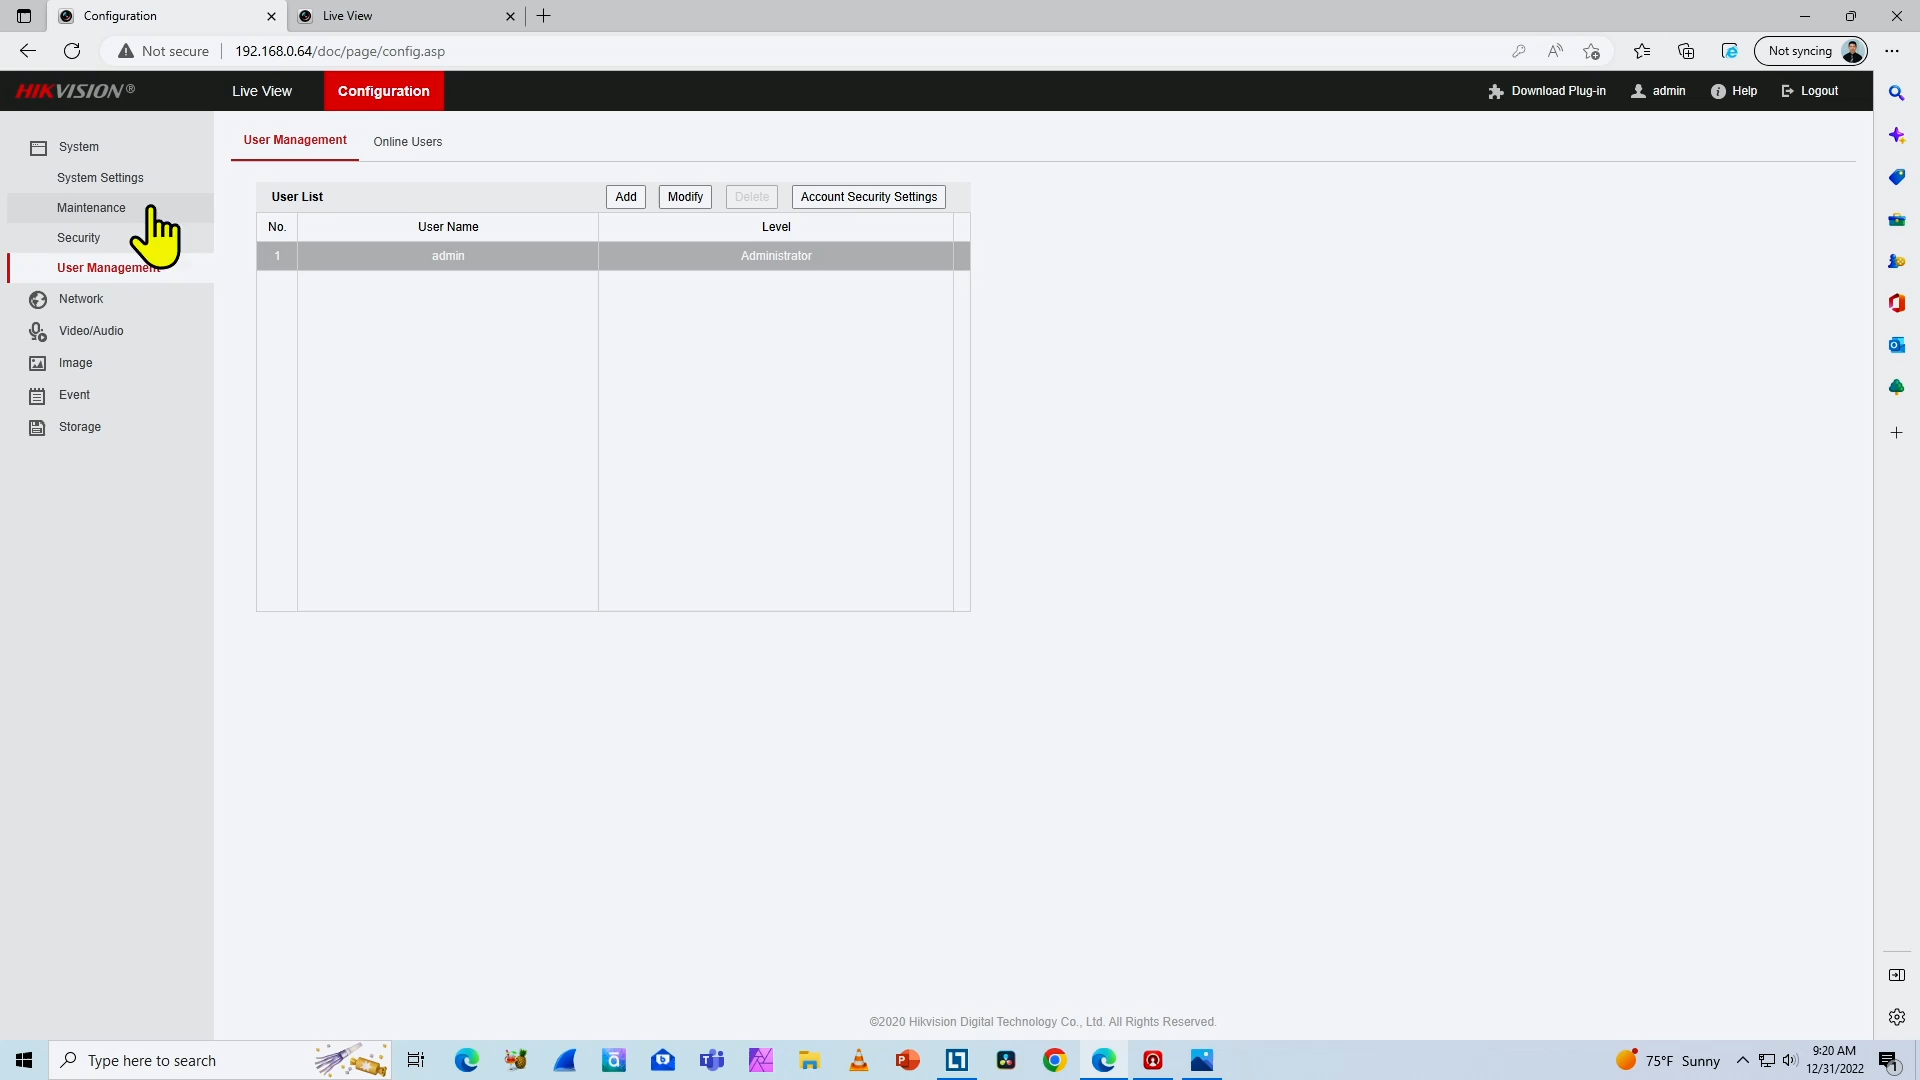 Configuration
Live View
Not secure
192.168.0.64/doc/page/config.asp
Not syncing
HIKVISION®
Live View
Configuration
Download Plug-in
admin
Help
Logout
System
System Settings
Maintenance
Security
User Management
Network
Video/Audio
Image
Event
Storage
User Management
Online Users
User List
Add
Modify
Delete
Account Security Settings
No.
User Name
Level
1
admin
Administrator
©2020 Hikvision Digital Technology Co., Ltd. All Rights Reserved.
Type here to search
75°F Sunny
9:20 AM
12/31/2022
1